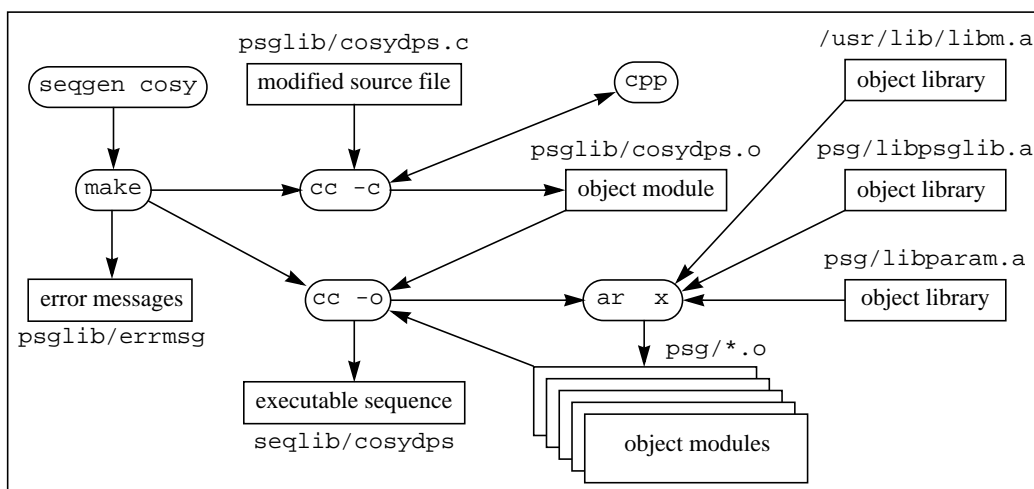 psglib/cosydps.c
/usr/lib/libm.a
seqgen cosy
modified source file
cpp
object library
psglib/cosydps.o
psg/libpsglib.a
make
cc -c
object module
object library
psg/libparam.a
error messages
cc -o
ar x
object library
psglib/errmsg
psg/*.o
executable sequence
seqlib/cosydps
object modules